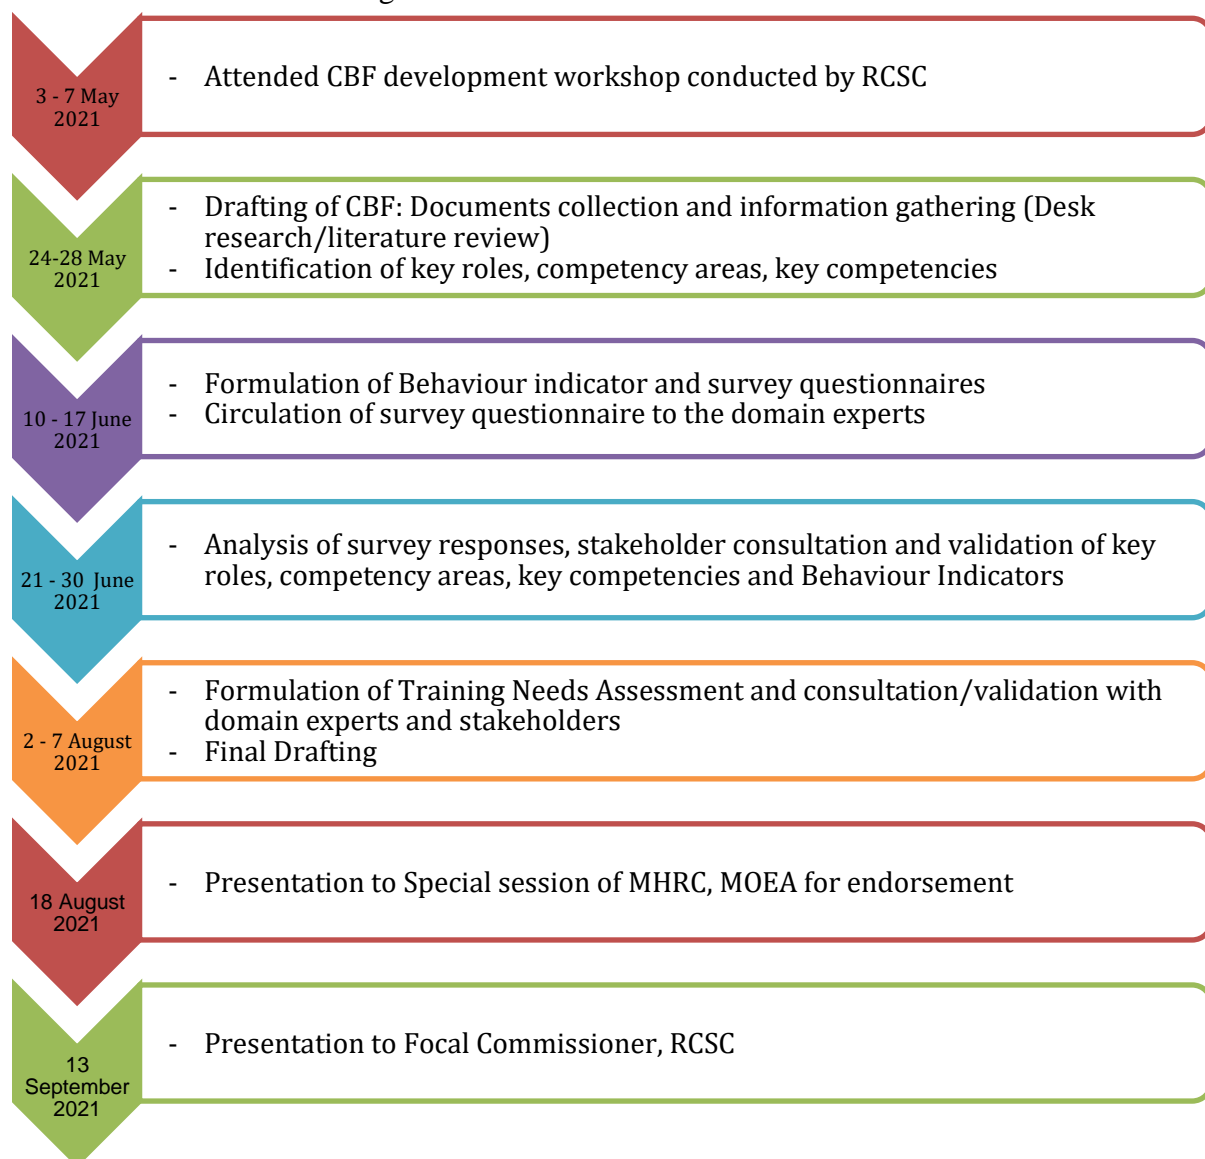 3 - 7 May
2021
- Attended CBF development workshop conducted by RCSC
24-28 May
2021
- Drafting of CBF: Documents collection and information gathering (Desk
research/literature review)
- Identification of key roles, competency areas, key competencies
10 - 17 June
2021
- Formulation of Behaviour indicator and survey questionnaires
- Circulation of survey questionnaire to the domain experts
21 - 30 June
2021
- Analysis of survey responses, stakeholder consultation and validation of key
roles, competency areas, key competencies and Behaviour Indicators
2 - 7 August
2021
- Formulation of Training Needs Assessment and consultation/validation with
domain experts and stakeholders
- Final Drafting
18 August
2021
- Presentation to Special session of MHRC, MOEA for endorsement
13
September
2021
- Presentation to Focal Commissioner, RCSC